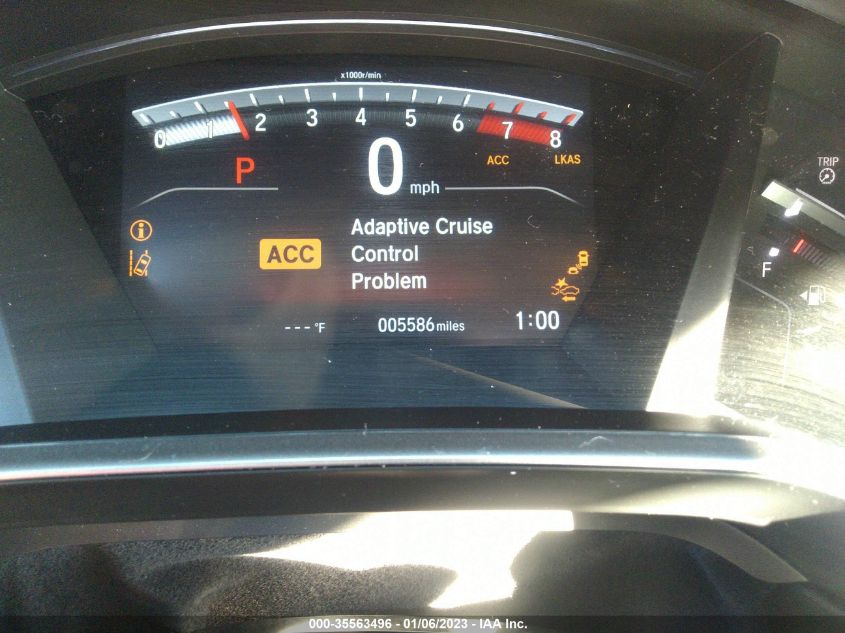 x1000r/min
0 1 2 3 4 5 6 7 8
P
0 mph
ACC LKAS
TRIP
Adaptive Cruise
ACC Control
Problem
F
---°F 005586 miles 1:00
000-35563496 - 01/06/2023 - IAA Inc.